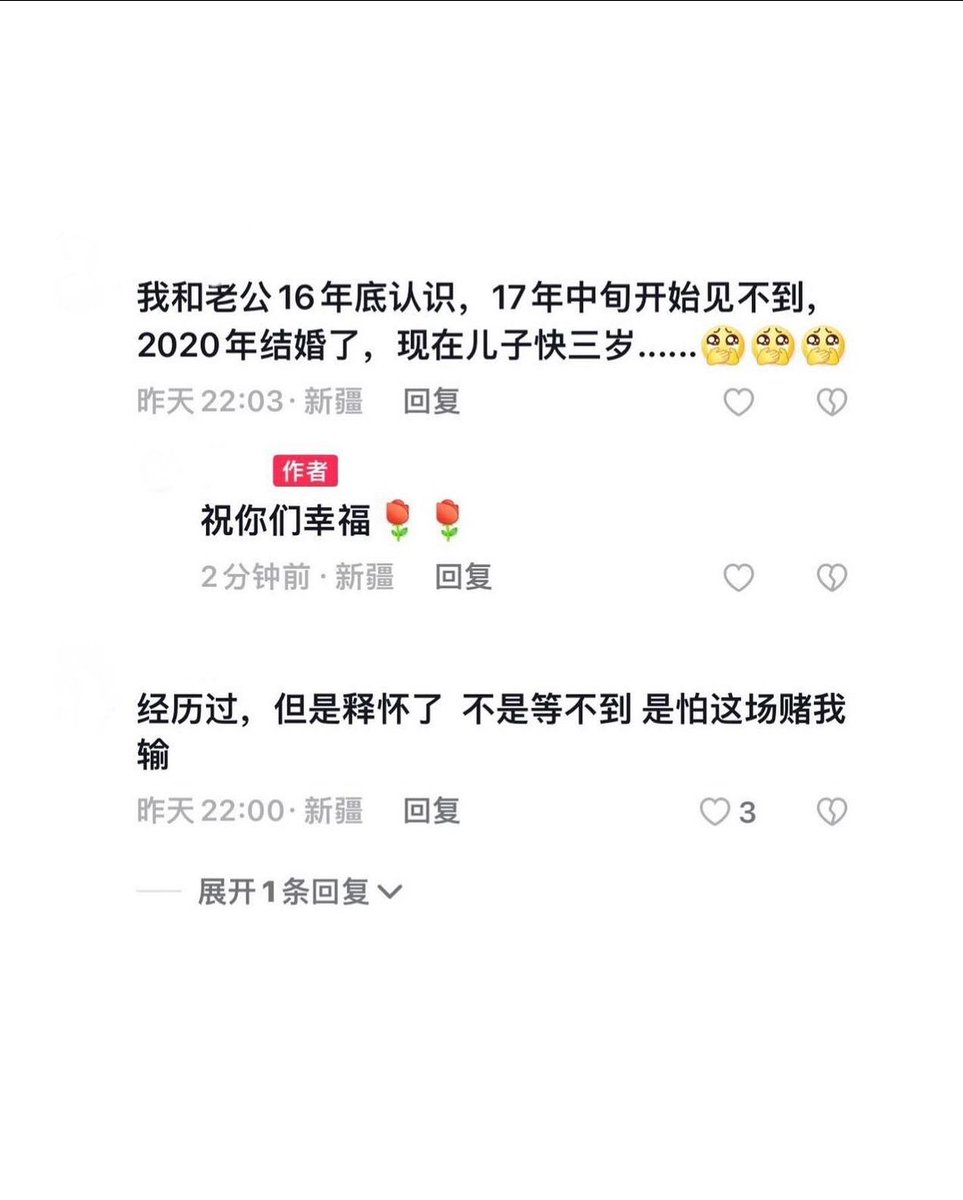 我和老公16年底认识，17年中旬开始见不到，
2020年结婚了，现在儿子快三岁……🥹🥹🥹
昨天22:03·新疆 回复
作者
祝你们幸福🌹🌹
2分钟前·新疆 回复
经历过，但是释怀了 不是等不到 是怕这场赌我
输
昨天22:00·新疆 回复 3
展开1条回复